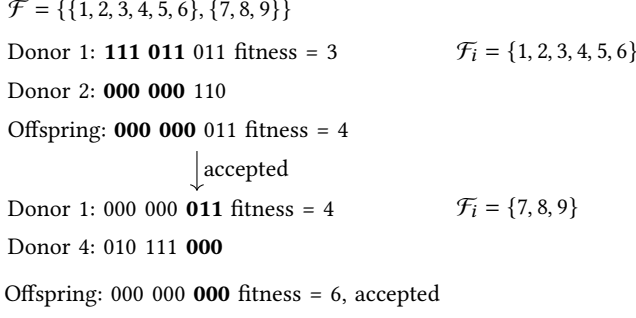 ℱ = {{1, 2, 3, 4, 5, 6}, {7, 8, 9}}
Donor 1: 111 011 011 fitness = 3 ℱᵢ = {1, 2, 3, 4, 5, 6}
Donor 2: 000 000 110
Offspring: 000 000 011 fitness = 4
accepted
Donor 1: 000 000 011 fitness = 4 ℱᵢ = {7, 8, 9}
Donor 4: 010 111 000
Offspring: 000 000 000 fitness = 6, accepted